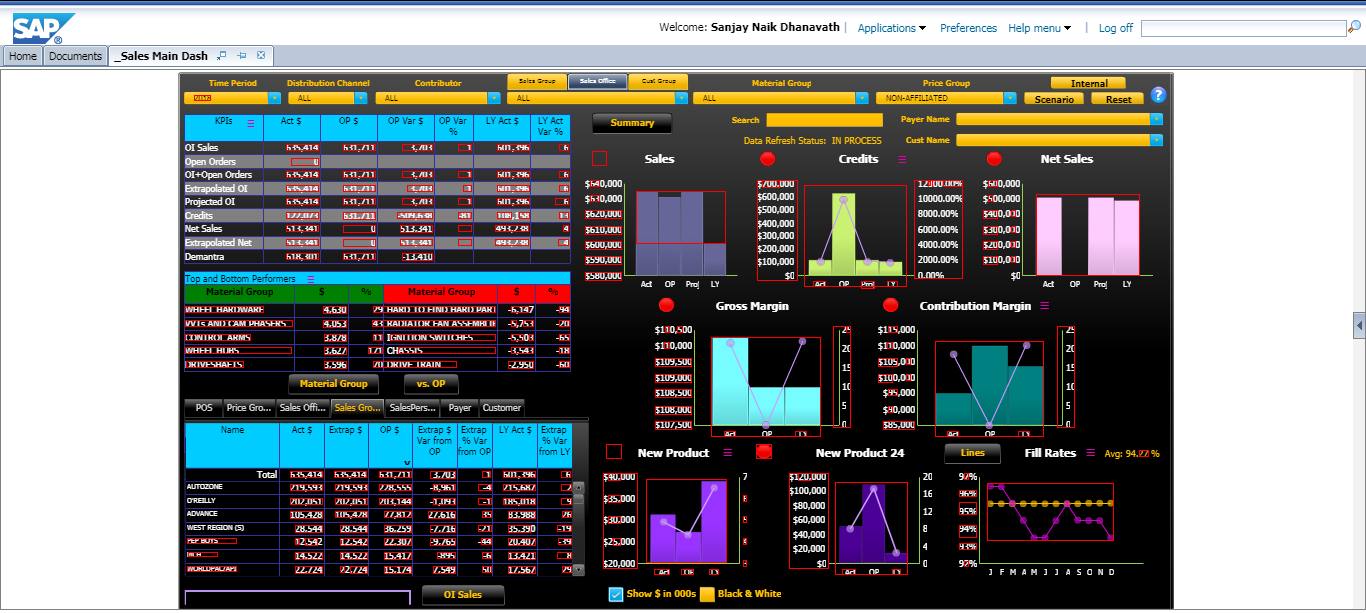 SAP®
Welcome: Sanjay Naik Dhanavath | Applications Preferences Help menu | Log off
Home Documents _Sales Main Dash
Time Period Distribution Channel Contributor Sales Group Sales Office Cust Group Material Group Price Group Internal
ALL ALL ALL ALL NON-AFFILIATED Scenario Reset ?
KPIs Act $ OP $ OP Var $ OP Var % LY Act $ LY Act Var %
OI Sales 635,414 631,711 3,703 1 601,396 6
Open Orders 0
OI+Open Orders 635,414 631,711 3,703 1 601,396 6
Extrapolated OI 635,414 631,711 3,703 1 601,396 6
Projected OI 635,414 631,711 3,703 1 601,396 6
Credits 122,073 631,711 -509,638 -81 108,158 13
Net Sales 513,341 0 513,341 493,238 4
Extrapolated Net 513,341 0 513,341 493,238 4
Demantra 618,301 631,711 -13,410
Summary Search Payer Name
Data Refresh Status: IN PROCESS Cust Name
Sales Credits Net Sales
$640,000
$630,000
$620,000
$610,000
$600,000
$590,000
$580,000
Act OP Proj LY
$700,000
$600,000
$500,000
$400,000
$300,000
$200,000
$100,000
$0
12000.00%
10000.00%
8000.00%
6000.00%
4000.00%
2000.00%
0.00%
Act OP Proj LY
$600,000
$500,000
$400,000
$300,000
$200,000
$100,000
$0
Act OP Proj LY
Top and Bottom Performers
Material Group $ % Material Group $ %
WHEEL HARDWARE 4,630 29 HARD TO FIND HARD PART -6,147 -94
VVTs AND CAM PHASERS 4,053 43 RADIATOR FAN ASSEMBLIE -5,753 -20
CONTROL ARMS 3,878 11 IGNITION SWITCHES -5,503 -65
WHEEL HUBS 3,627 171 CHASSIS -3,543 -18
DRIVESHAFTS 3,596 70 DRIVE TRAIN -2,950 -60
Material Group vs. OP
Gross Margin Contribution Margin
$110,500
$110,000
$109,500
$109,000
$108,500
$108,000
$107,500
25
20
15
10
5
0
Act OP LY
$115,000
$110,000
$105,000
$100,000
$95,000
$90,000
$85,000
25
20
15
10
5
0
Act OP LY
POS Price Gro... Sales Offi... Sales Gro... SalesPers... Payer Customer
Name Act $ Extrap $ OP $ Extrap $ Var from OP Extrap % Var from OP LY Act $ Extrap % Var from LY
Total 635,414 635,414 631,711 3,703 1 601,396 6
AUTOZONE 219,593 219,593 228,555 -8,961 -4 215,687 2
O'REILLY 202,051 202,051 203,144 -1,093 -1 185,018 9
ADVANCE 105,428 105,428 77,812 27,616 35 83,988 26
WEST REGION (S) 28,544 28,544 36,259 -7,716 -21 35,390 -19
PEP BOYS 12,542 12,542 22,307 -9,765 -44 20,407 -39
14,522 14,522 15,417 -895 -6 13,421 8
WORLDPAC/API 22,724 22,724 15,174 7,549 50 17,567 29
New Product New Product 24 Lines Fill Rates Avg: 94. %
$40,000
$35,000
$30,000
$25,000
$20,000
Act OP LY
$120,000
$100,000
$80,000
$60,000
$40,000
$20,000
$0
20
16
12
8
4
0
Act OP LY
97%
96%
95%
94%
93%
92%
J F M A M J J A S O N D
OI Sales Show $ in 000s Black & White